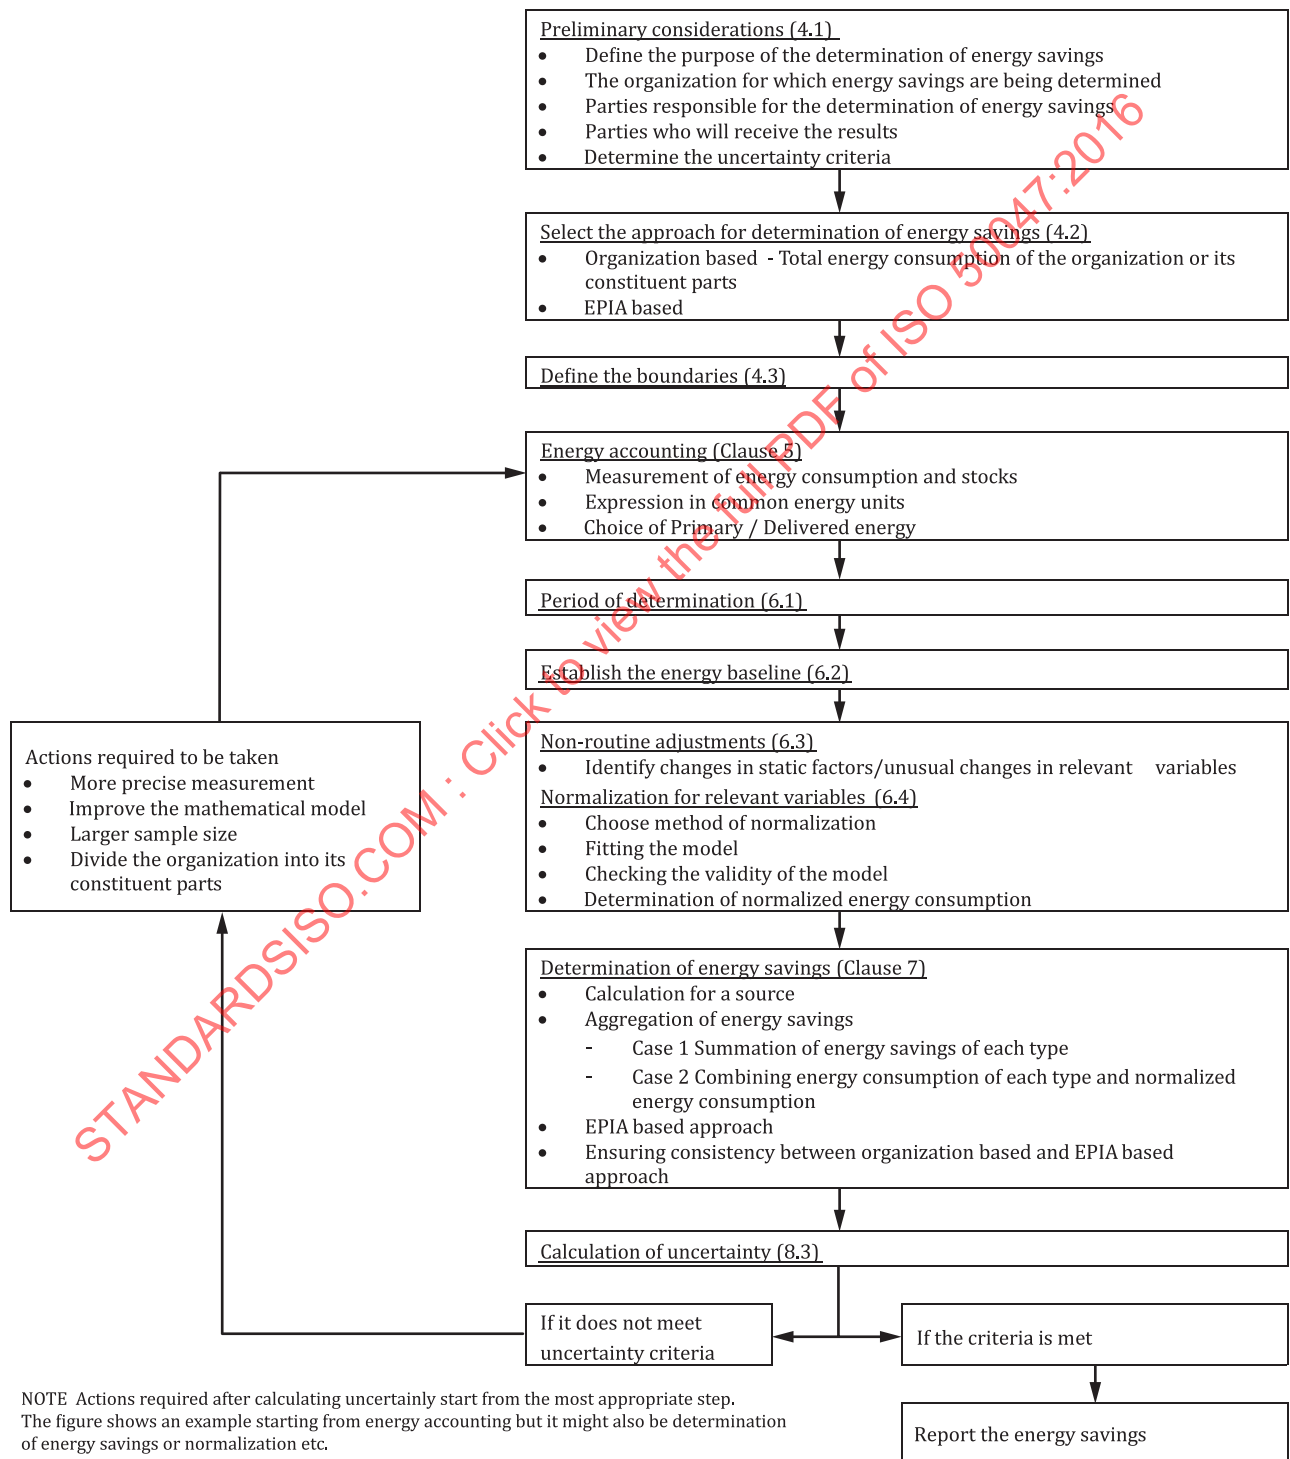 Preliminary considerations (4.1)
• Define the purpose of the determination of energy savings
• The organization for which energy savings are being determined
• Parties responsible for the determination of energy savings
• Parties who will receive the results
• Determine the uncertainty criteria
Select the approach for determination of energy savings (4.2)
• Organization based - Total energy consumption of the organization or its
constituent parts
• EPIA based
Define the boundaries (4.3)
Energy accounting (Clause 5)
• Measurement of energy consumption and stocks
• Expression in common energy units
• Choice of Primary / Delivered energy
Period of determination (6.1)
Establish the energy baseline (6.2)
Non-routine adjustments (6.3)
• Identify changes in static factors/unusual changes in relevant variables
Normalization for relevant variables (6.4)
• Choose method of normalization
• Fitting the model
• Checking the validity of the model
• Determination of normalized energy consumption
Actions required to be taken
• More precise measurement
• Improve the mathematical model
• Larger sample size
• Divide the organization into its
constituent parts
Determination of energy savings (Clause 7)
• Calculation for a source
• Aggregation of energy savings
- Case 1 Summation of energy savings of each type
- Case 2 Combining energy consumption of each type and normalized
energy consumption
• EPIA based approach
• Ensuring consistency between organization based and EPIA based
approach
Calculation of uncertainty (8.3)
If it does not meet
uncertainty criteria
If the criteria is met
Report the energy savings
NOTE Actions required after calculating uncertainly start from the most appropriate step.
The figure shows an example starting from energy accounting but it might also be determination
of energy savings or normalization etc.
STANDARDSISO.COM : Click to view the full PDF of ISO 50047:2016